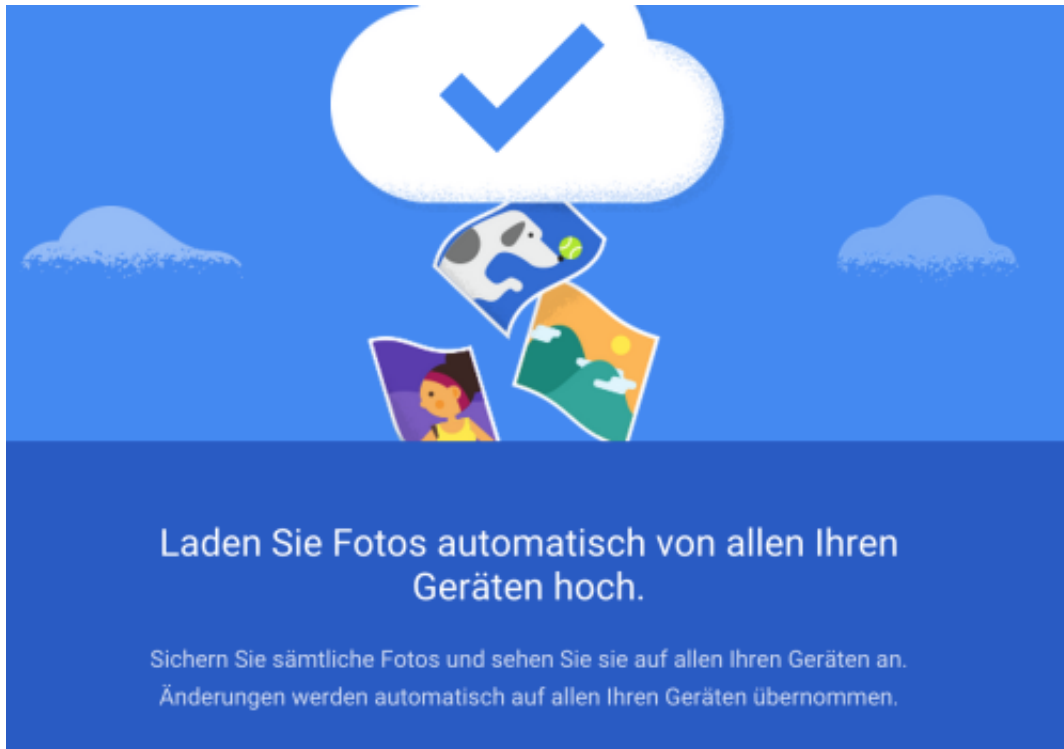 Laden Sie Fotos automatisch von allen Ihren
Geräten hoch.
Sichern Sie sämtliche Fotos und sehen Sie sie auf allen Ihren Geräten an.
Änderungen werden automatisch auf allen Ihren Geräten übernommen.